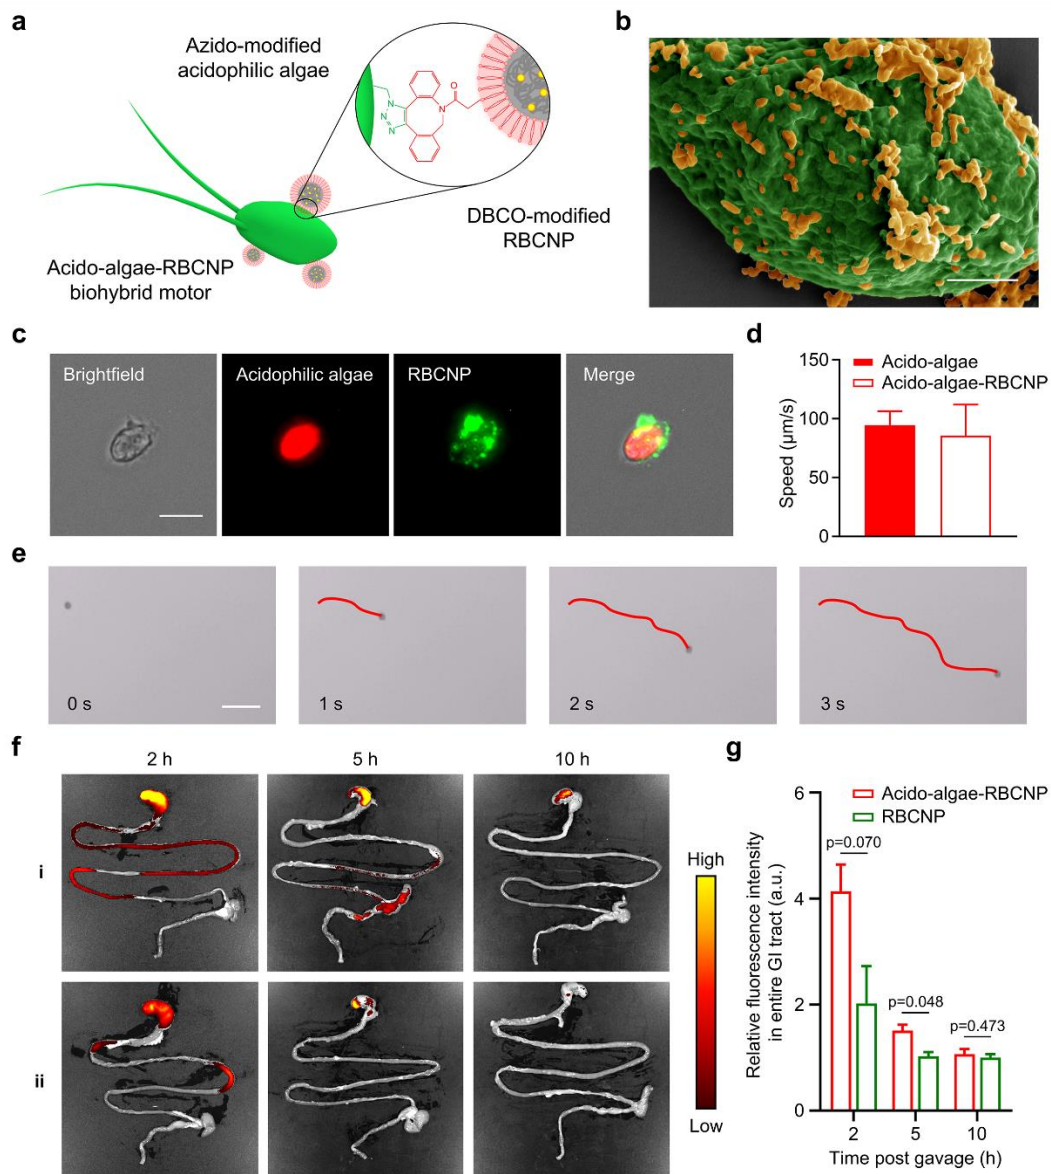 a
Azido-modified
acidophilic algae
N
N
N
N
O
DBCO-modified
RBCNP
Acido-algae-RBCNP
biohybrid motor
b
c
Brightfield
Acidophilic algae
RBCNP
Merge
d
150
100
50
0
Speed (µm/s)
Acido-algae
Acido-algae-RBCNP
e
0 s
1 s
2 s
3 s
f
2 h
5 h
10 h
i
ii
High
Low
g
Acido-algae-RBCNP
RBCNP
6
4
2
0
Relative fluorescence intensity
in entire GI tract (a.u.)
p=0.070
p=0.048
p=0.473
2
5
10
Time post gavage (h)